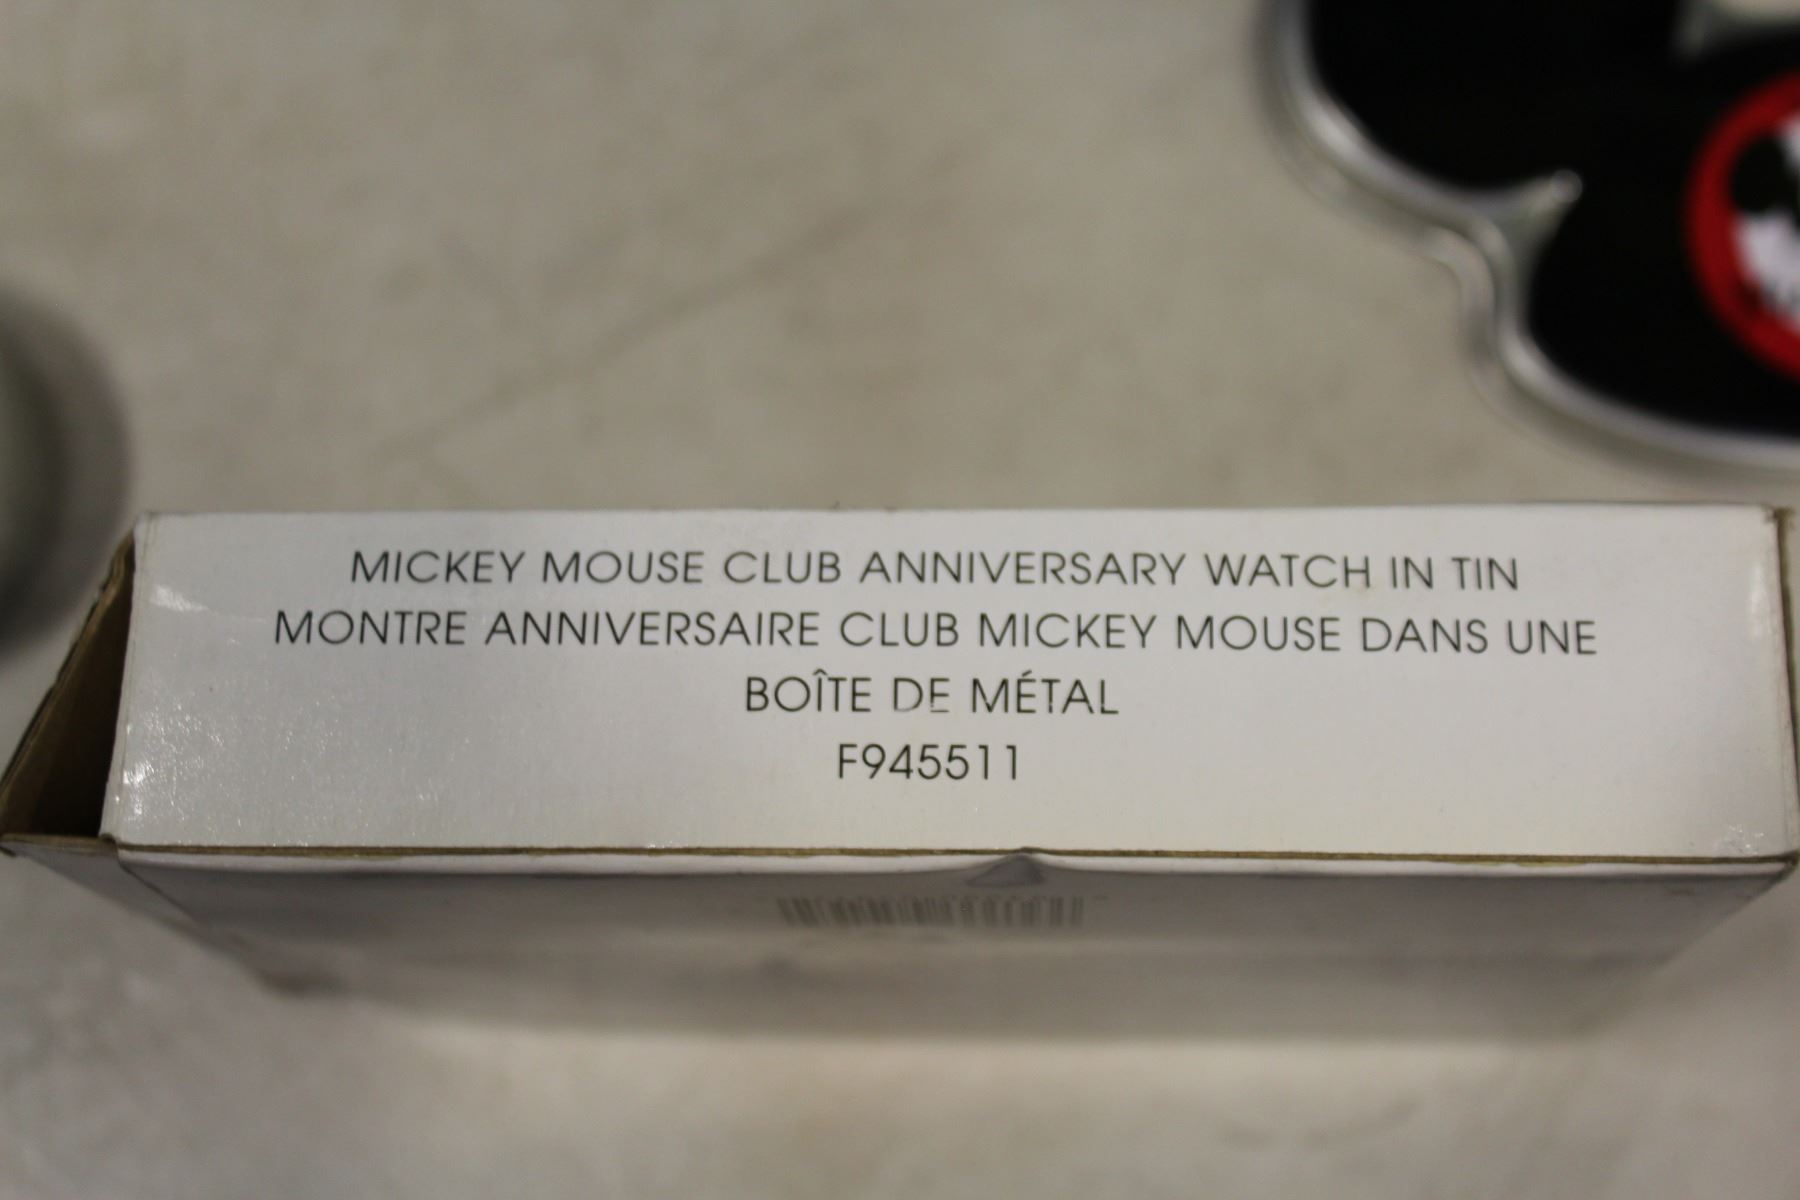 MICKEY MOUSE CLUB ANNIVERSARY WATCH IN TIN
MONTRE ANNIVERSAIRE CLUB MICKEY MOUSE DANS UNE
BOÎTE DE MÉTAL
F945511